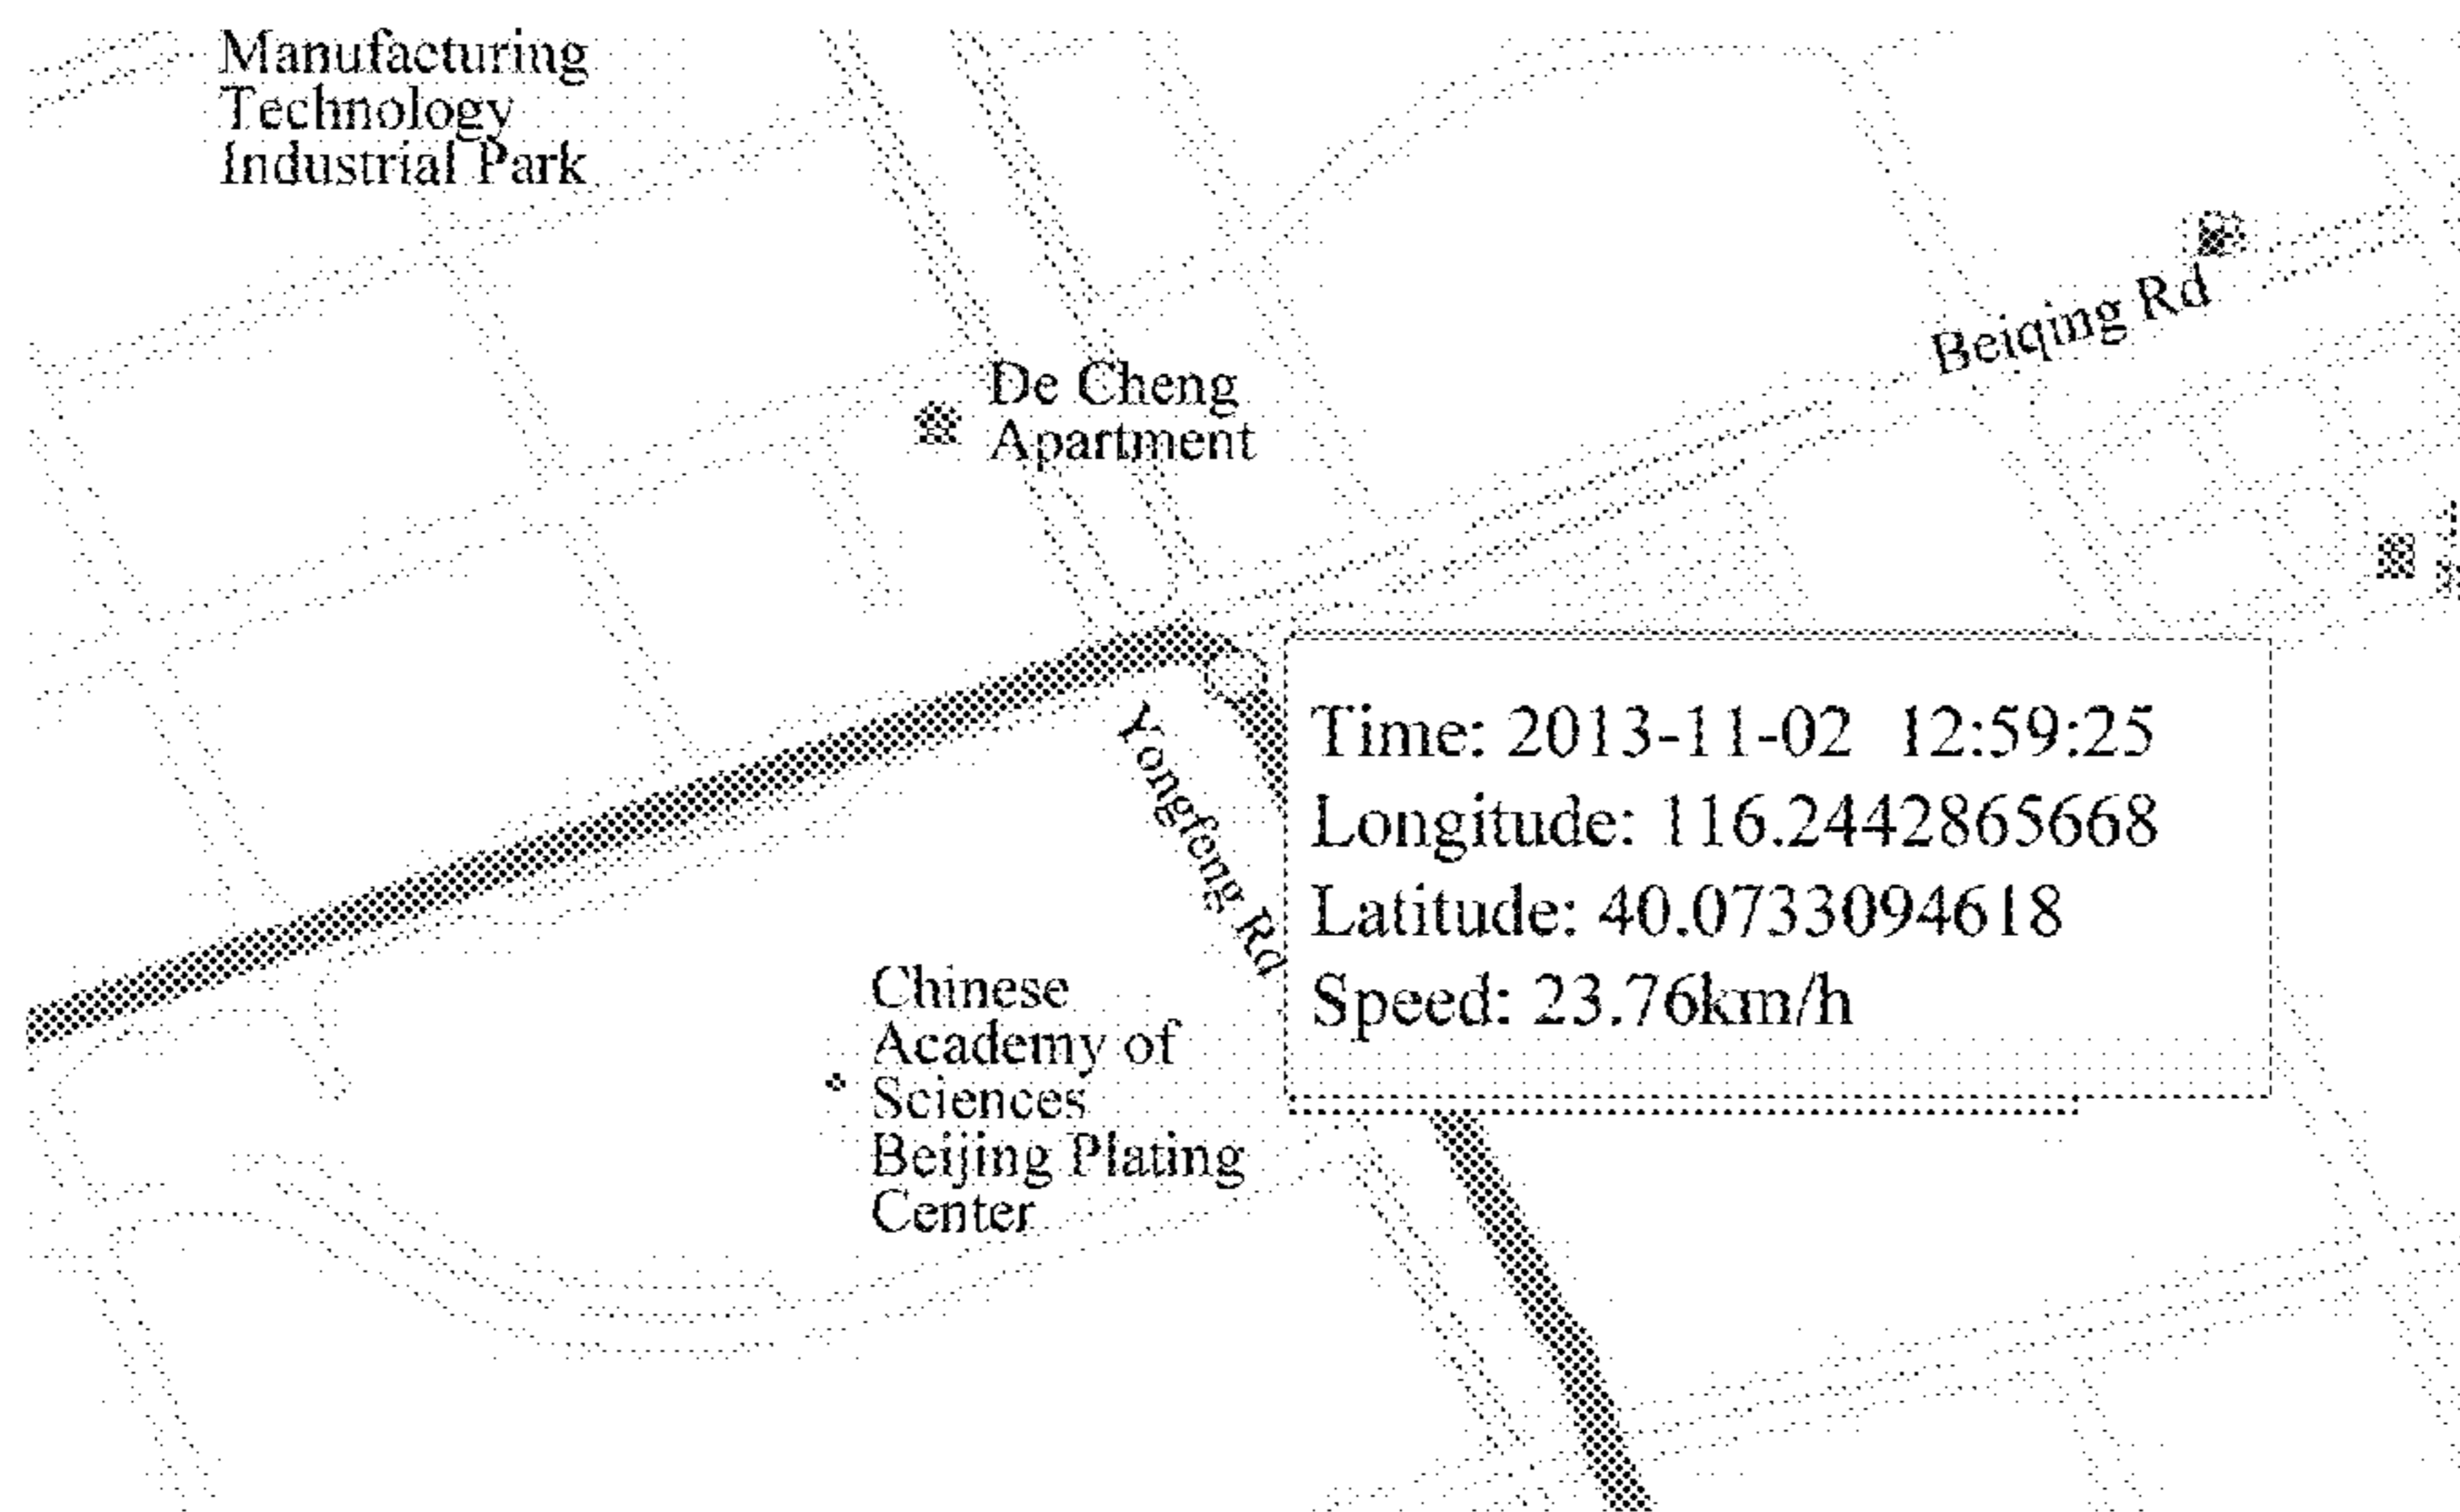 Manufacturing
Technology
Industrial Park
Beiqing Rd
De Cheng
Apartment
Yongfeng Rd
Time: 2013-11-02 12:59:25
Longitude: 116.2442865668
Latitude: 40.0733094618
Speed: 23.76km/h
Chinese
Academy of
Sciences
Beijing Plating
Center